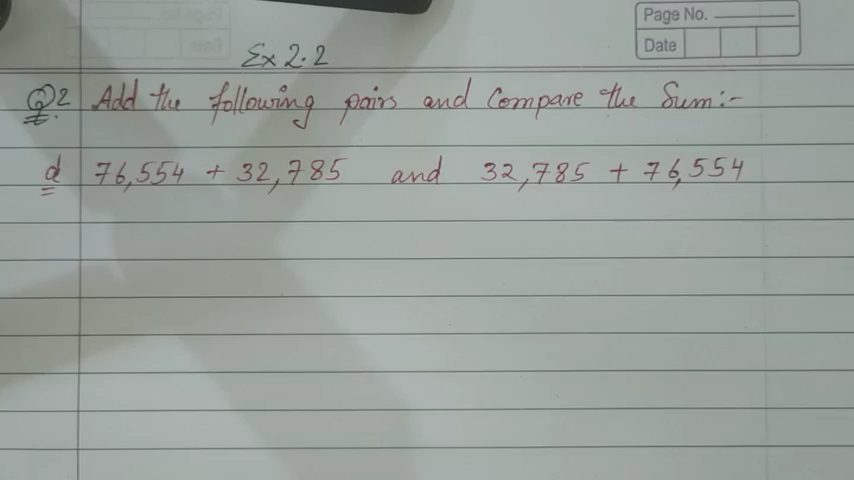 Page No.
Date
Ex 2.2
Q2. Add the following pairs and Compare the Sum:-
d 76,554 + 32,785 and 32,785 + 76,554